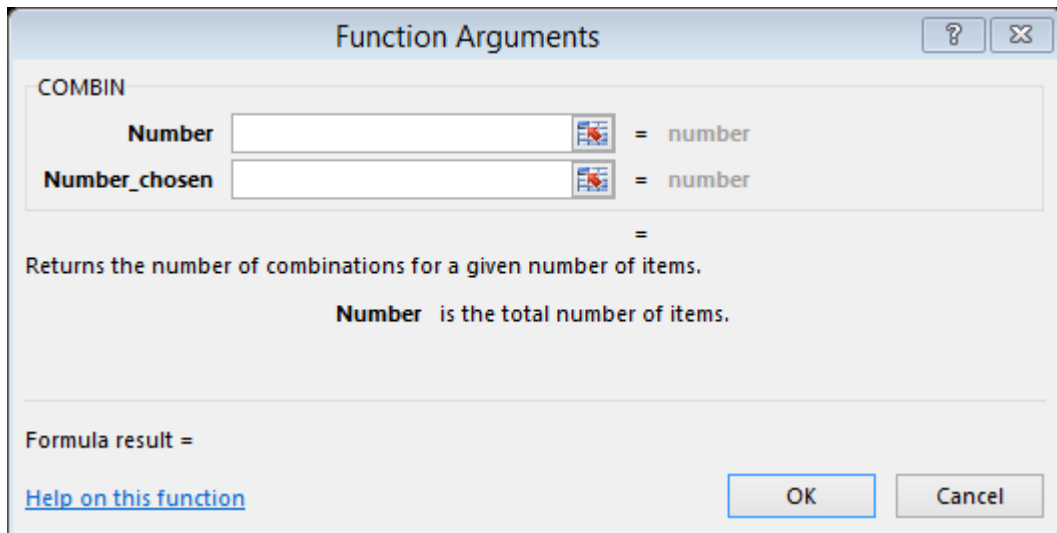 Function Arguments
COMBIN
Number = number
Number_chosen = number
=
Returns the number of combinations for a given number of items.
Number is the total number of items.
Formula result =
Help on this function
OK Cancel